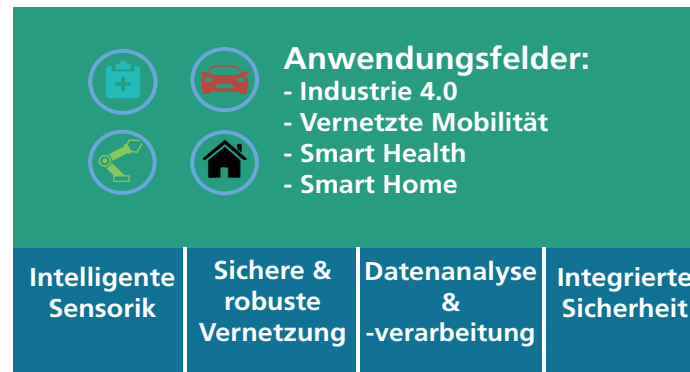 Anwendungsfelder:
- Industrie 4.0
- Vernetzte Mobilität
- Smart Health
- Smart Home
Intelligente
Sensorik
Sichere &
robuste
Vernetzung
Datenanalyse
&
-verarbeitung
Integrierte
Sicherheit